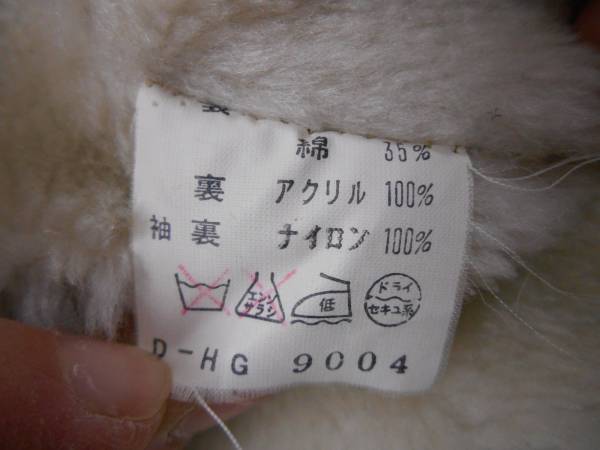 綿 35%
裏 アクリル 100%
袖裏 ナイロン 100%
エンソ サラシ 低 ドライ セキユ系
D-HG 9004